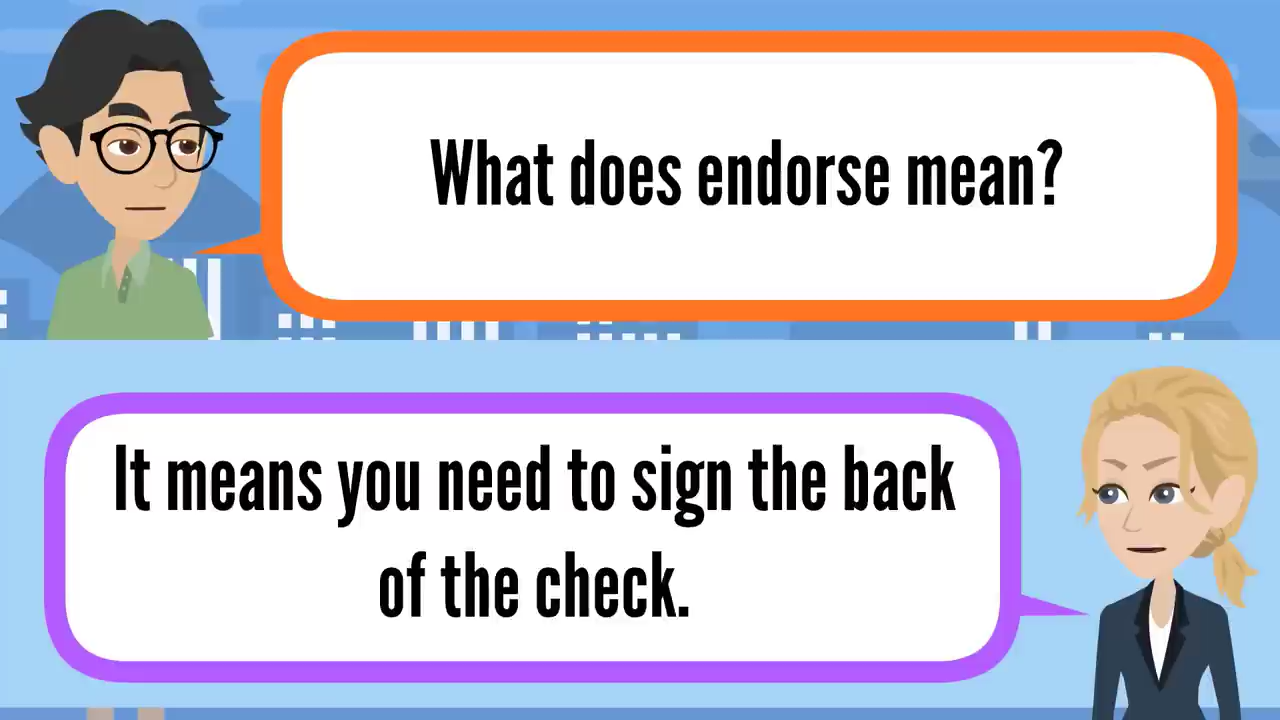 What does endorse mean?
It means you need to sign the back
of the check.